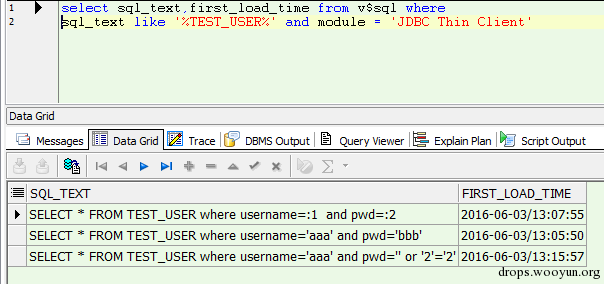 1 select sql_text,first_load_time from v$sql where
2 sql_text like '%TEST_USER%' and module = 'JDBC Thin Client'
Data Grid
Messages Data Grid Trace DBMS Output Query Viewer Explain Plan Script Output
SQL_TEXT FIRST_LOAD_TIME
SELECT * FROM TEST_USER where username=:1  and pwd=:2 2016-06-03/13:07:55
SELECT * FROM TEST_USER where username='aaa' and pwd='bbb' 2016-06-03/13:05:50
SELECT * FROM TEST_USER where username='aaa' and pwd='' or '2'='2' 2016-06-03/13:15:57
drops.wooyun.org